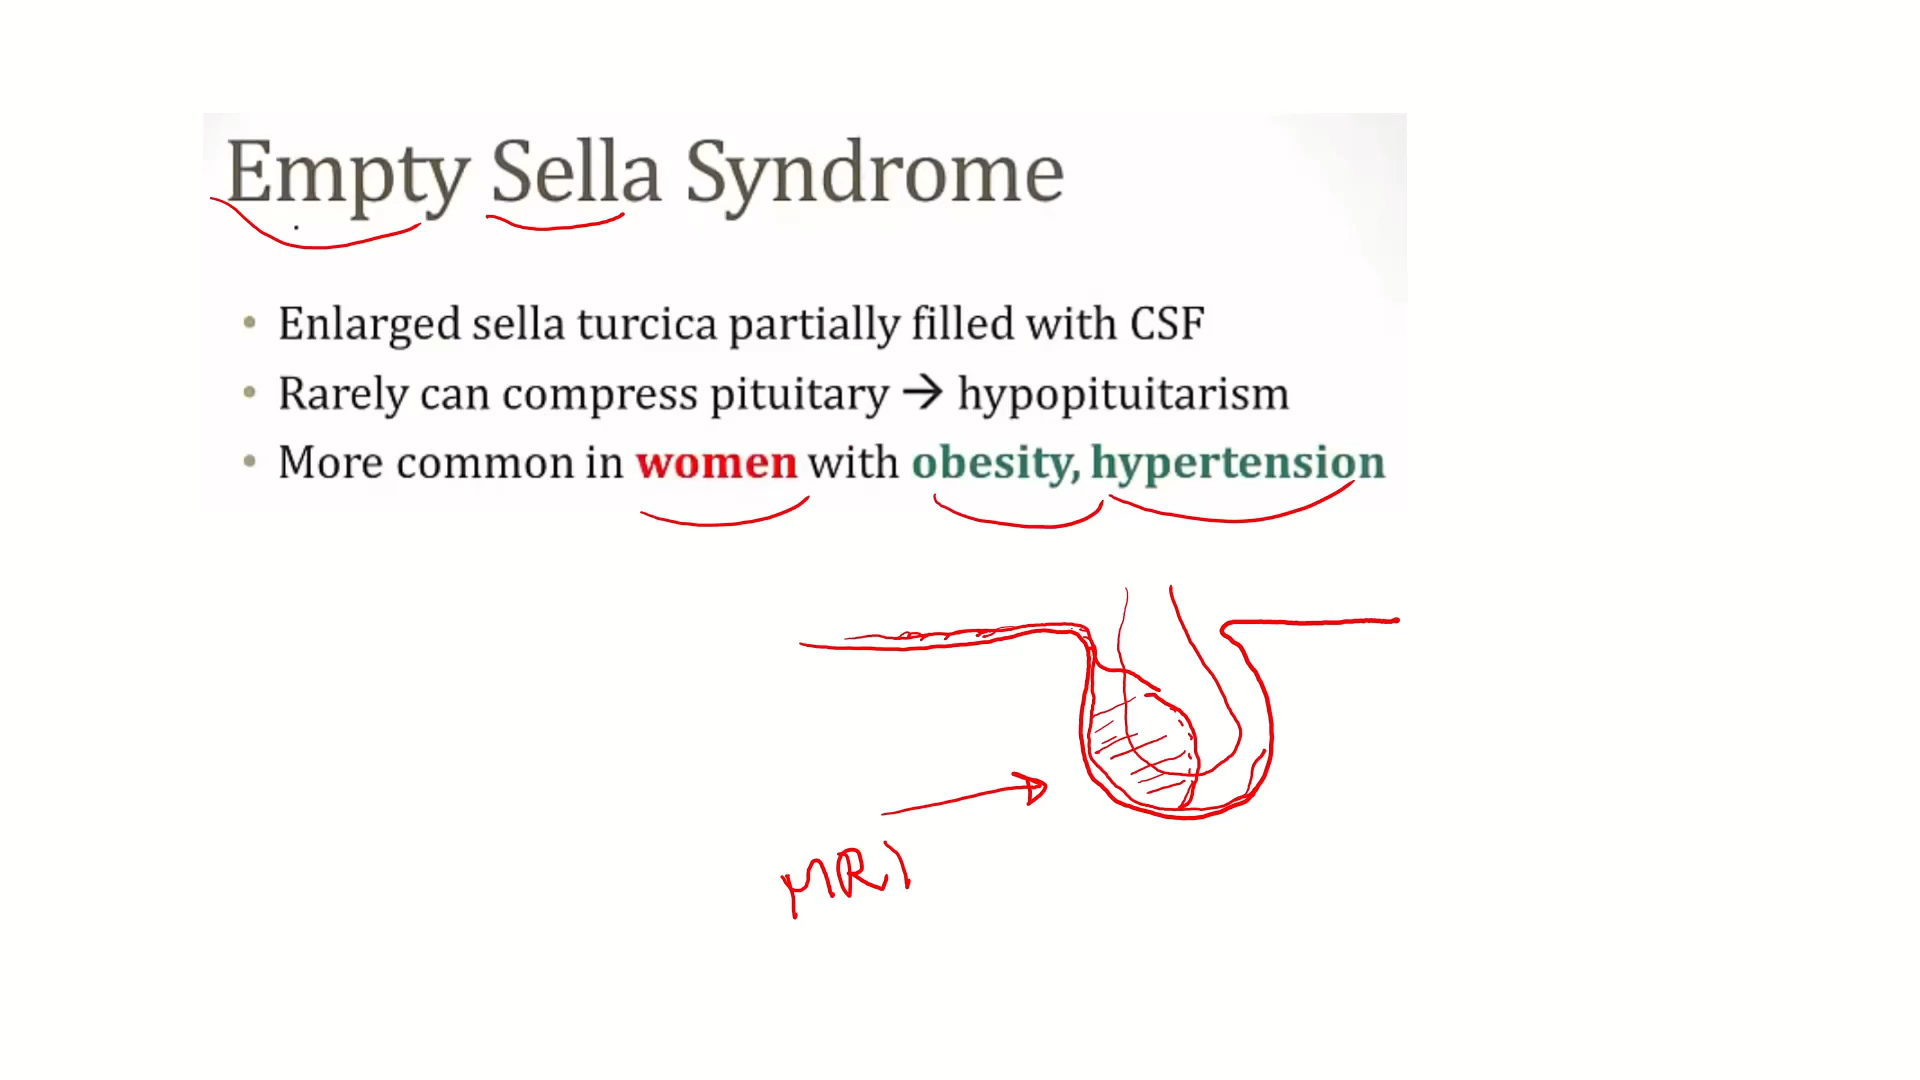 Empty Sella Syndrome
• Enlarged sella turcica partially filled with CSF
• Rarely can compress pituitary → hypopituitarism
• More common in women with obesity, hypertension
MRI